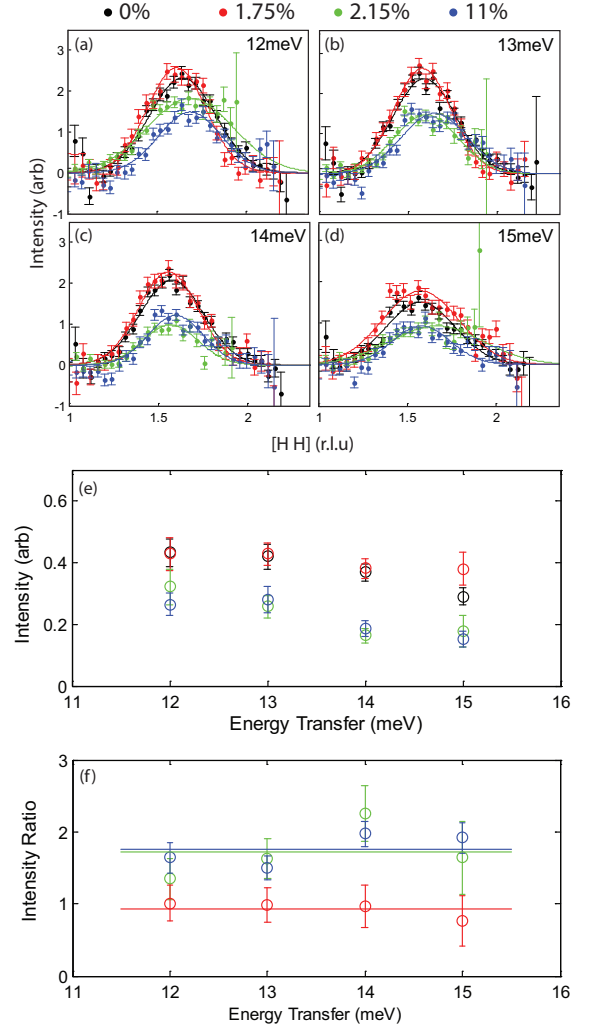 0% 1.75% 2.15% 11%
(a) 12meV (b) 13meV
3
2
1
0
-1
(c) 14meV (d) 15meV
3
2
1
0
-1
1 1.5 2 1 1.5 2
Intensity (arb)
[H H] (r.l.u)
(e)
0.6
0.4
0.2
0
11 12 13 14 15 16
Intensity (arb)
Energy Transfer (meV)
(f)
3
2
1
0
11 12 13 14 15 16
Intensity Ratio
Energy Transfer (meV)